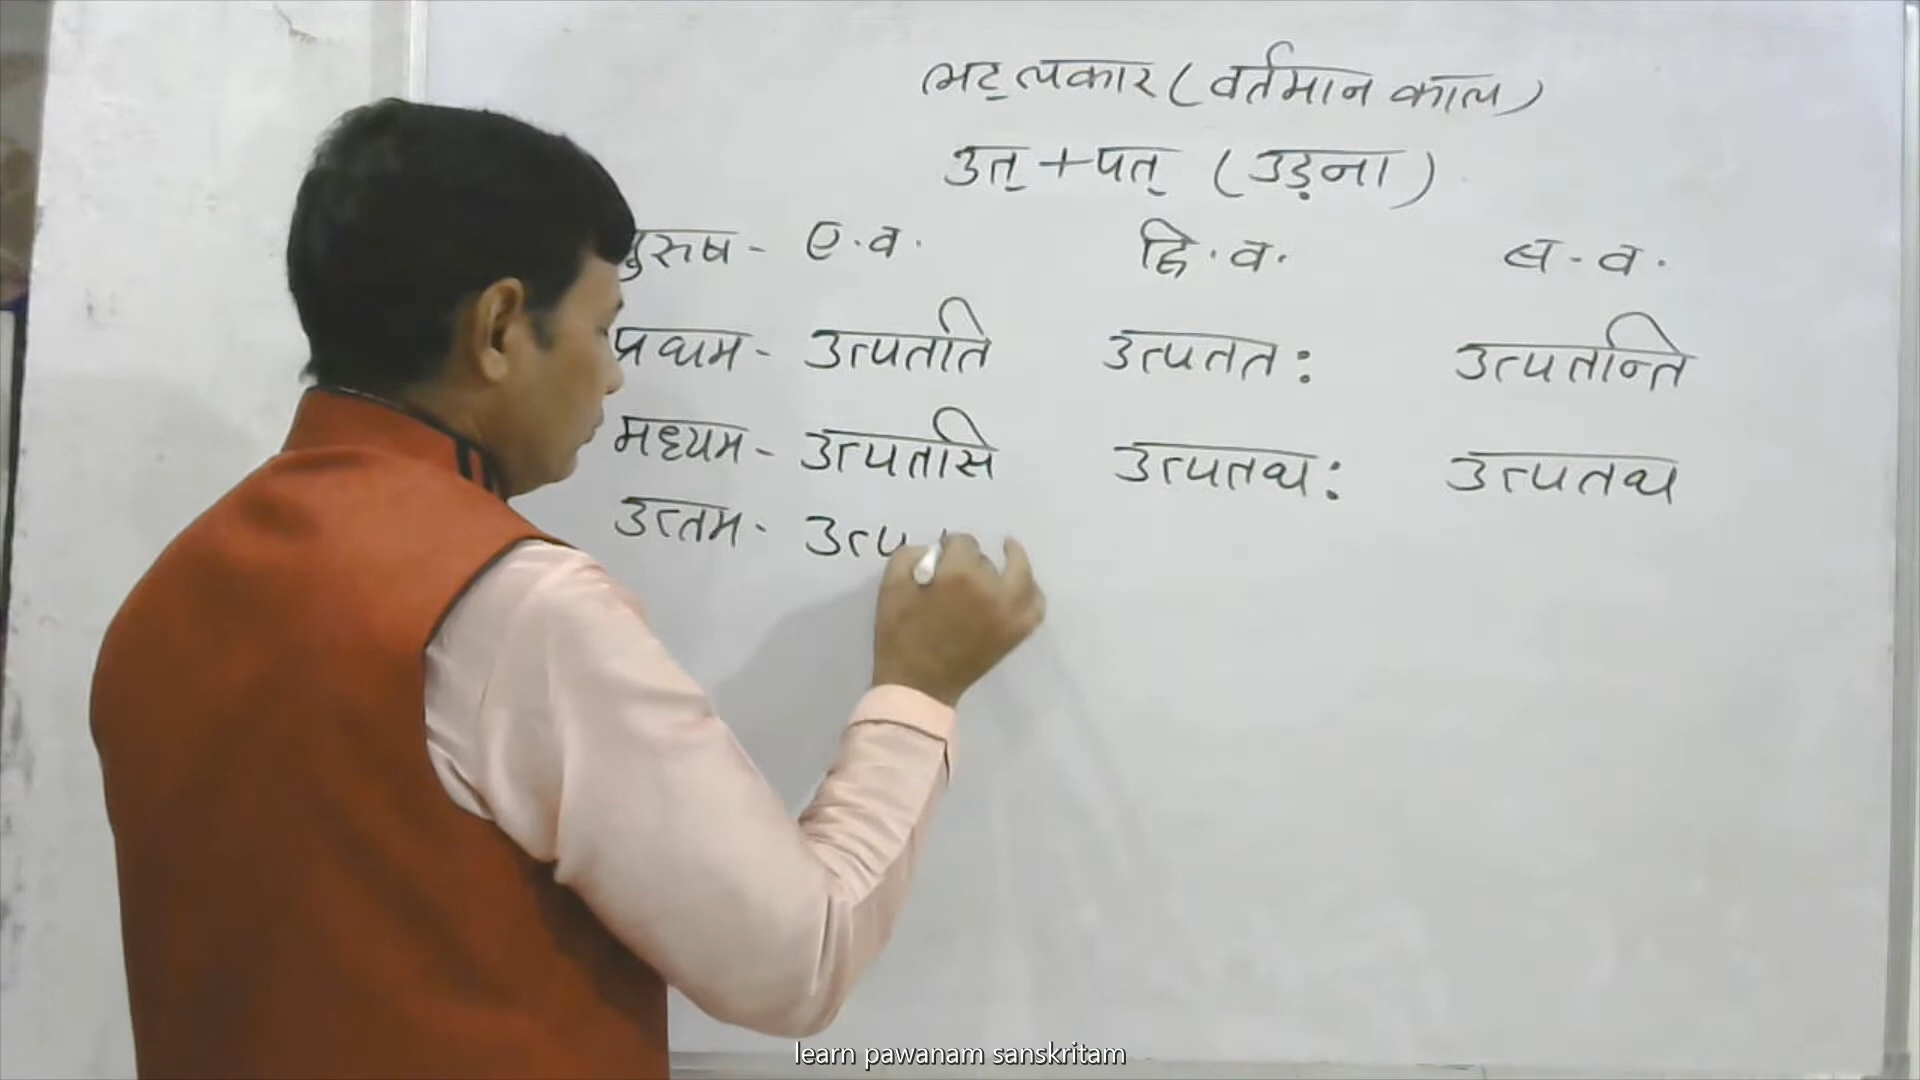 लट् लकार ( वर्तमान काल )
उत् + पत् ( उड़ना )
पुरुष - ए.व. द्वि.व. ब.व.
प्रथम - उत्पतति उत्पततः उत्पतन्ति
मध्यम - उत्पतसि उत्पतथः उत्पतथ
उत्तम - उत्प
learn pawanam sanskritam